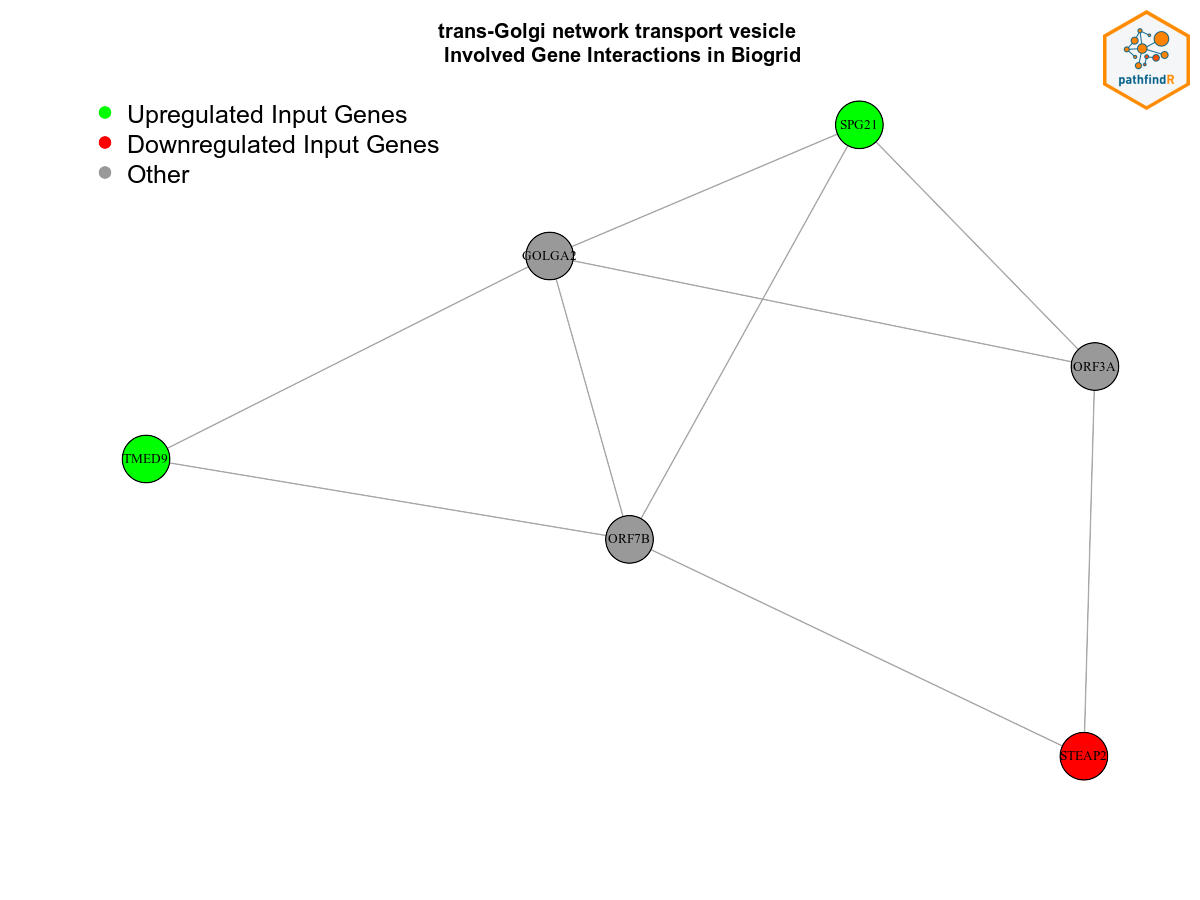 trans-Golgi network transport vesicle
Involved Gene Interactions in Biogrid
pathfindR
Upregulated Input Genes
Downregulated Input Genes
Other
SPG21
GOLGA2
ORF3A
TMED9
ORF7B
STEAP2